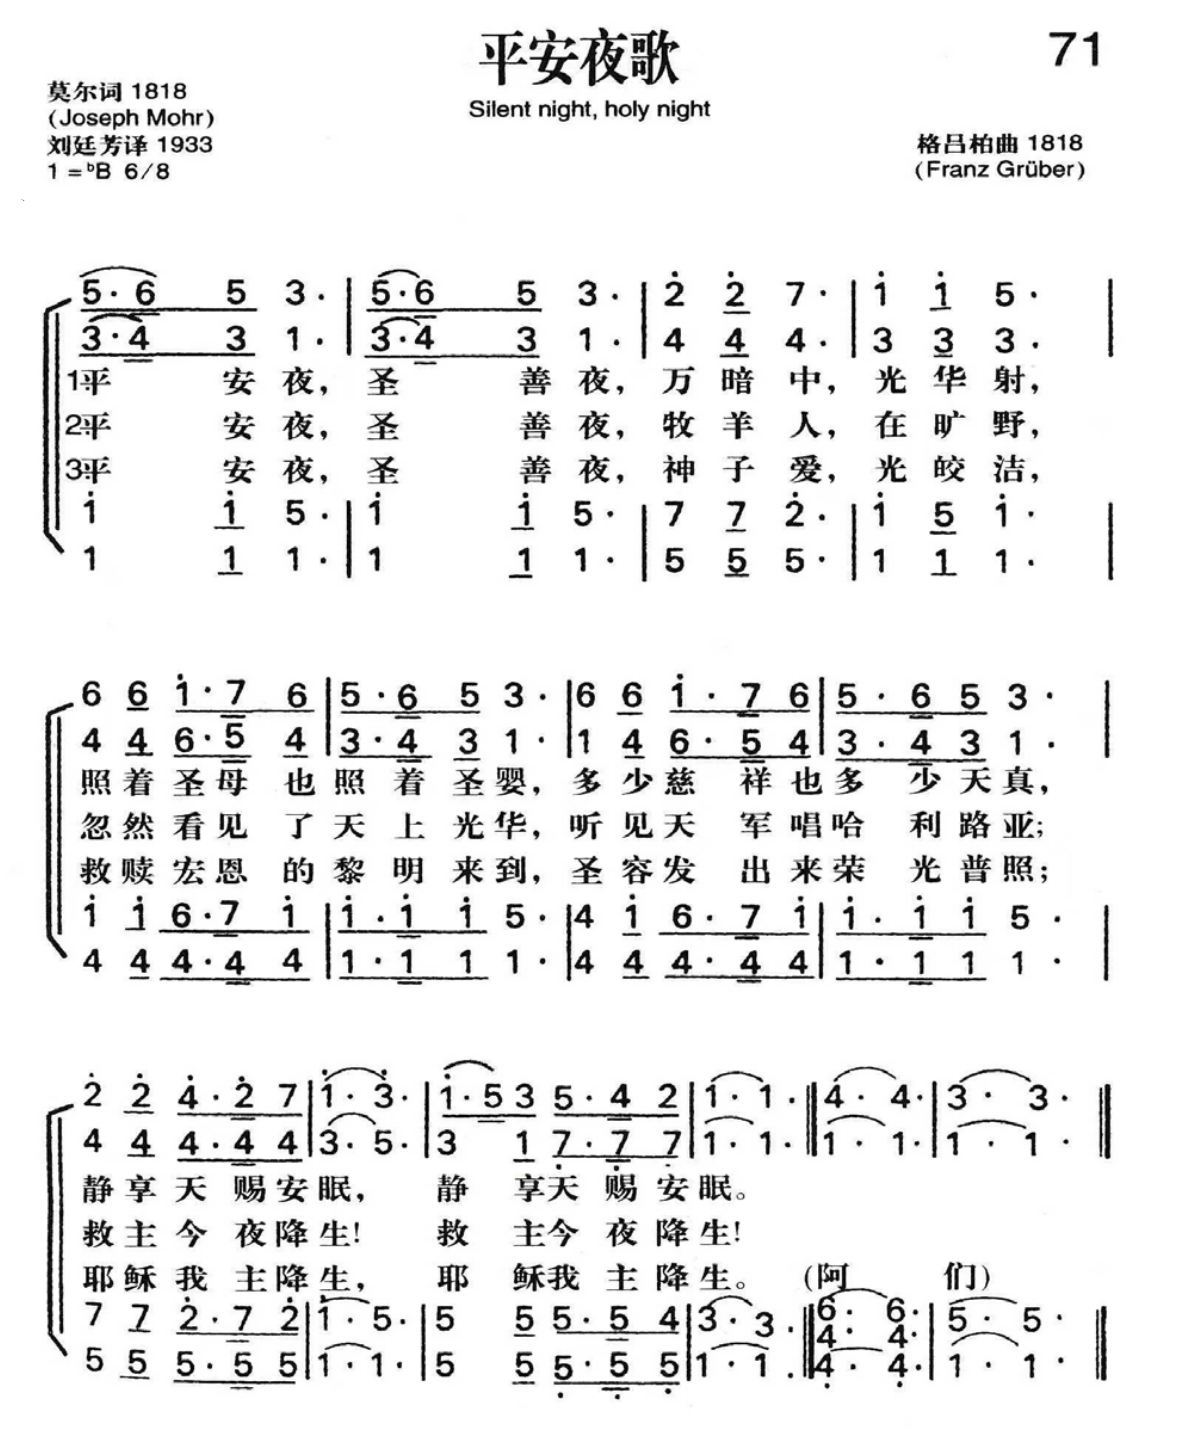 平安夜歌
71
Silent night, holy night
莫尔词 1818
(Joseph Mohr)
刘廷芳译 1933
1 = ᵇB 6/8
格吕柏曲 1818
(Franz Grüber)
5· 6 5 3· | 5·6 5 3· | 2̇ 2̇ 7· | 1̇ 1̇ 5· |
3·4 3 1· | 3·4 3 1· | 4 4 4· | 3 3 3· |
1.平 安夜, 圣 善夜, 万暗中, 光华射,
2.平 安夜, 圣 善夜, 牧羊人, 在旷野,
3.平 安夜, 圣 善夜, 神子爱, 光皎洁,
1̇ 1̇ 5· | 1̇ 1̇ 5· | 7 7 2̇· | 1̇ 5 1̇· |
1 1 1· | 1 1 1· | 5 5 5· | 1 1 1· |
6 6 1̇·7 6 | 5·6 5 3· | 6 6 1̇·7 6 | 5·6 5 3· |
4 4 6·5 4 | 3·4 3 1· | 1 4 6·5 4 | 3·4 3 1· |
照着圣母也照着圣婴, 多少慈祥也多少天真,
忽然看见了天上光华, 听见天军唱哈利路亚;
救赎宏恩的黎明来到, 圣容发出来荣光普照;
1̇ 1̇ 6·7 1̇ | 1̇·1̇ 1̇ 5· | 4 1̇ 6·7 1̇ | 1̇·1̇ 1̇ 5· |
4 4 4·4 4 | 1·1 1 1· | 4 4 4·4 4 | 1·1 1 1· |
2̇ 2̇ 4̇·2̇ 7 | 1̇·3̇· | 1̇·5 3 5·4 2 | 1·1· ‖ 4·4· | 3·3· ‖
4 4 4·4 4 | 3·5· | 3 1 7̣·7̣ 7̣ | 1·1· ‖ 1·1· | 1·1· ‖
静享天赐安眠, 静享天赐安眠。
救主今夜降生! 救主今夜降生!
耶稣我主降生, 耶稣我主降生。 (阿们)
7 7 2̇·7 2̇ | 1̇·5· | 5 5 5·5 4 | 3·3· ‖ 6·6· | 5·5· ‖
4·4·
5 5 5·5 5 | 1·1· | 5 5 5̣·5̣ 5̣ | 1·1· ‖ 4̣·4̣· | 1·1· ‖